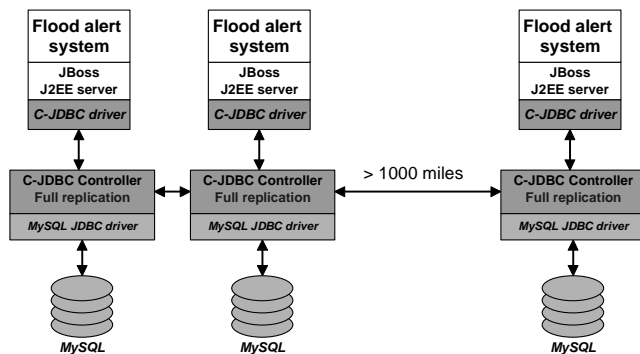 Flood alert
system
JBoss
J2EE server
C-JDBC driver
C-JDBC Controller
Full replication
MySQL JDBC driver
MySQL
Flood alert
system
JBoss
J2EE server
C-JDBC driver
C-JDBC Controller
Full replication
MySQL JDBC driver
MySQL
> 1000 miles
Flood alert
system
JBoss
J2EE server
C-JDBC driver
C-JDBC Controller
Full replication
MySQL JDBC driver
MySQL